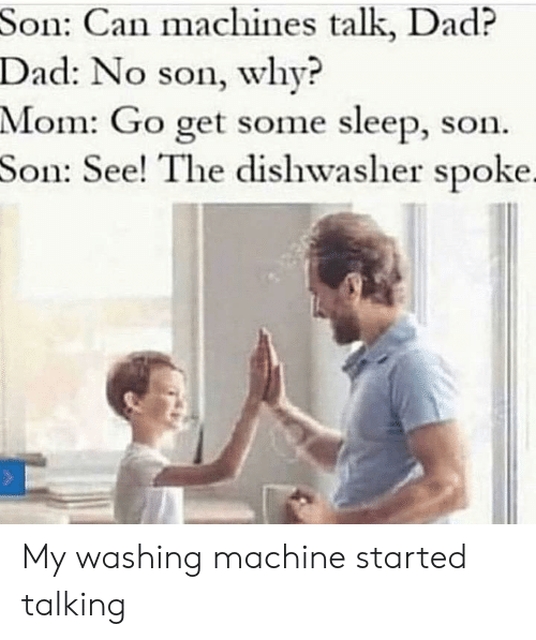 Son: Can machines talk, Dad?
Dad: No son, why?
Mom: Go get some sleep, son.
Son: See! The dishwasher spoke.
My washing machine started
talking